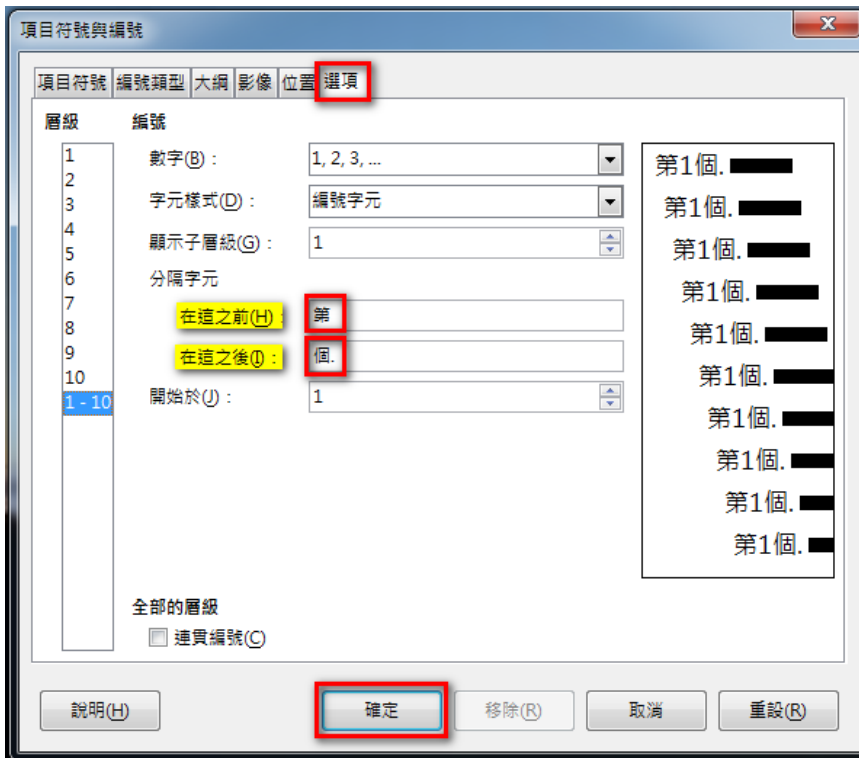 項目符號與編號
項目符號 編號類型 大綱 影像 位置 選項
層級 編號
1
2
3
4
5
6
7
8
9
10
1 - 10
數字(B)： 1, 2, 3, ...
字元樣式(D)： 編號字元
顯示子層級(G)： 1
分隔字元
在這之前(H)： 第
在這之後(I)： 個.
開始於(J)： 1
第1個.
第1個.
第1個.
第1個.
第1個.
第1個.
第1個.
第1個.
第1個.
第1個.
全部的層級
連貫編號(C)
說明(H) 確定 移除(R) 取消 重設(R)